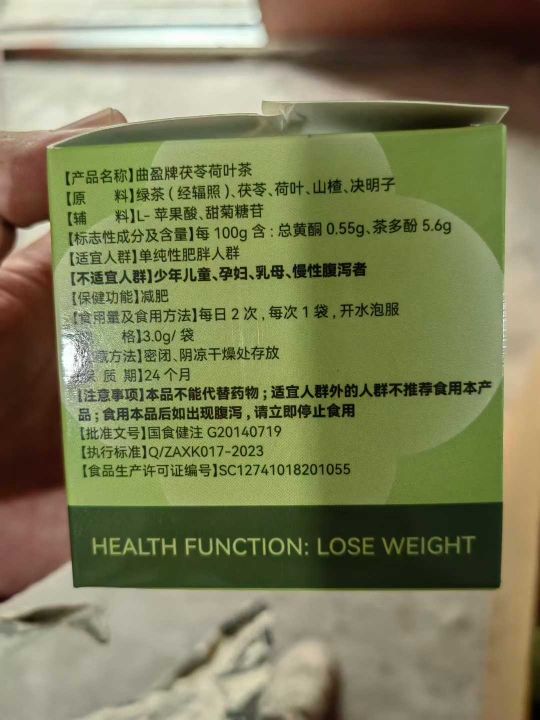 【产品名称】曲盈牌茯苓荷叶茶
【原 料】绿茶(经辐照)、茯苓、荷叶、山楂、决明子
【辅 料】L-苹果酸、甜菊糖苷
【标志性成分及含量】每100g含:总黄酮0.55g、茶多酚5.6g
【适宜人群】单纯性肥胖人群
【不适宜人群】少年儿童、孕妇、乳母、慢性腹泻者
【保健功能】减肥
【食用量及食用方法】每日2次,每次1袋,开水泡服
格】3.0g/袋
藏方法】密闭、阴凉干燥处存放
【保 质 期】24个月
【注意事项】本品不能代替药物;适宜人群外的人群不推荐食用本产
品;食用本品后如出现腹泻,请立即停止食用
【批准文号】国食健注G20140719
【执行标准】Q/ZAXK017-2023
【食品生产许可证编号】SC12741018201055
HEALTH FUNCTION: LOSE WEIGHT